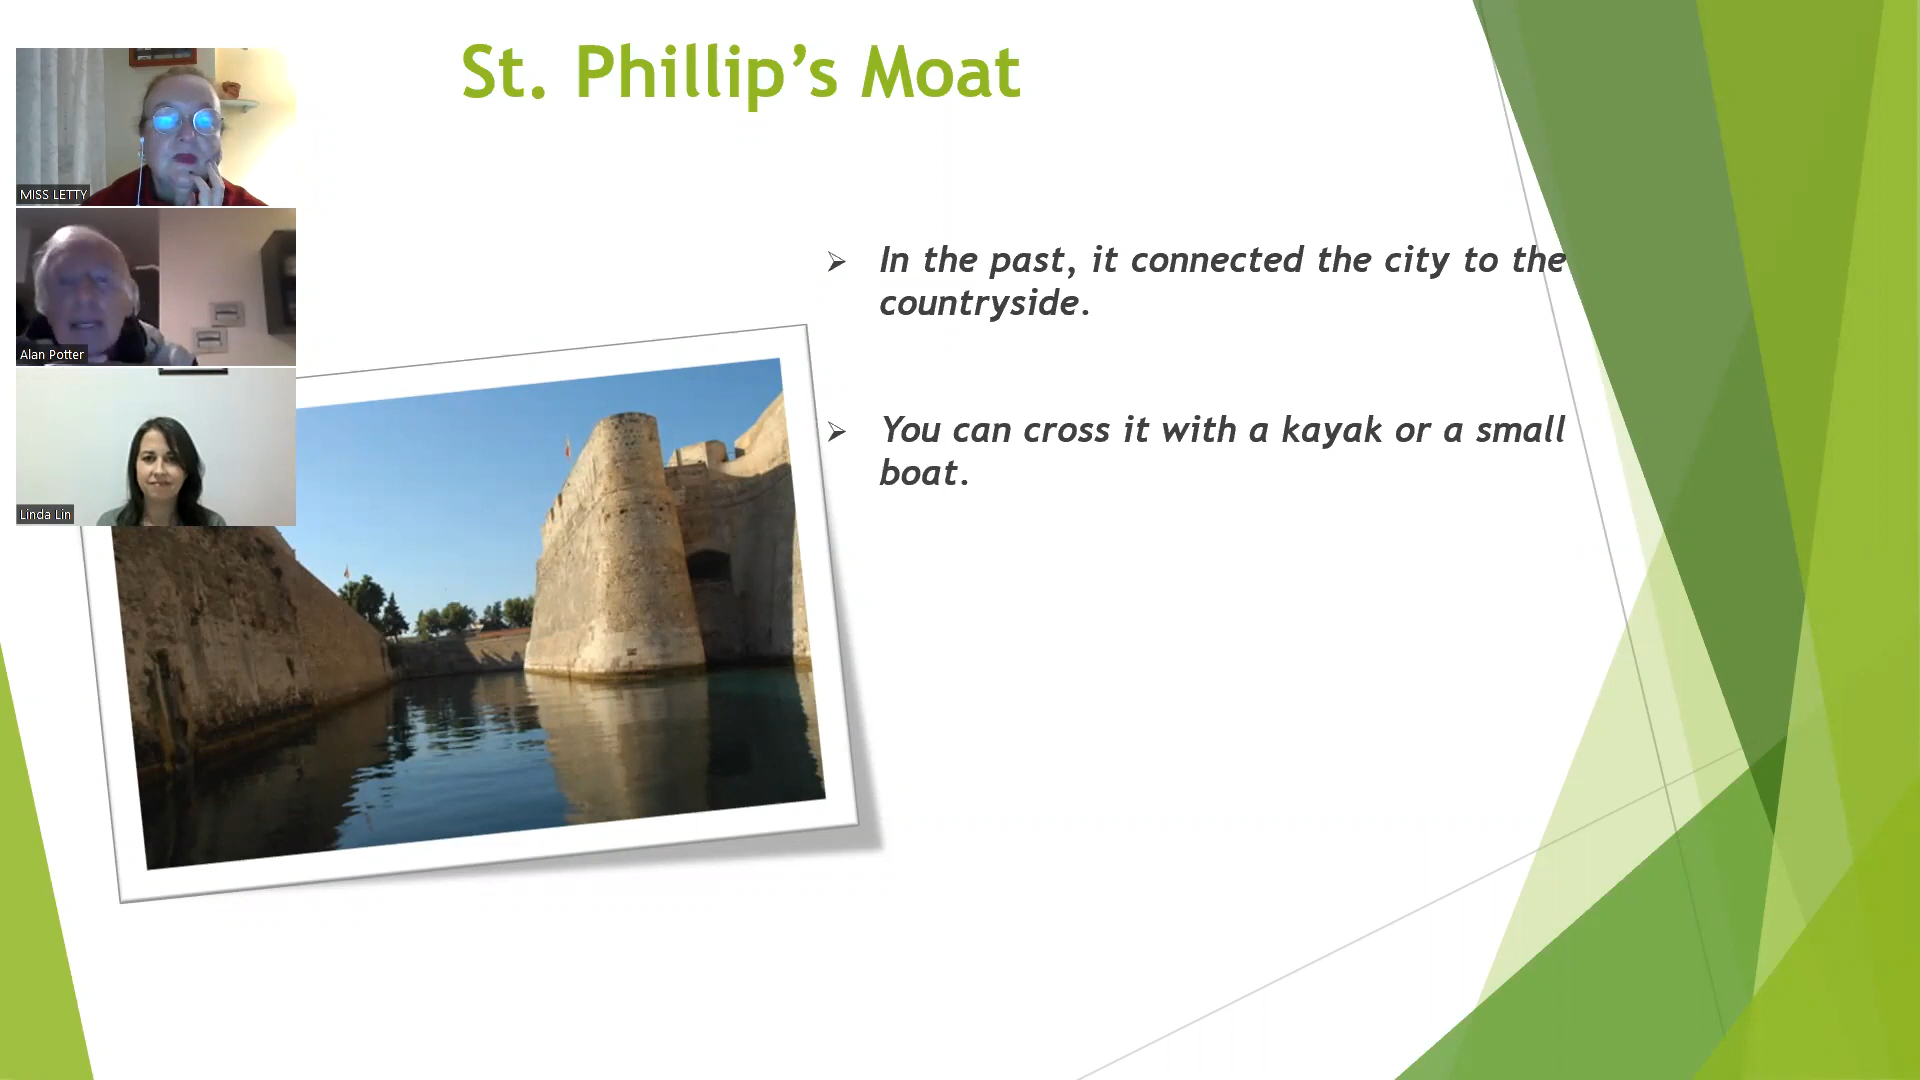 St. Phillip’s Moat
MISS LETTY
Alan Potter
Linda Lin
➢ In the past, it connected the city to the
countryside.
➢ You can cross it with a kayak or a small
boat.